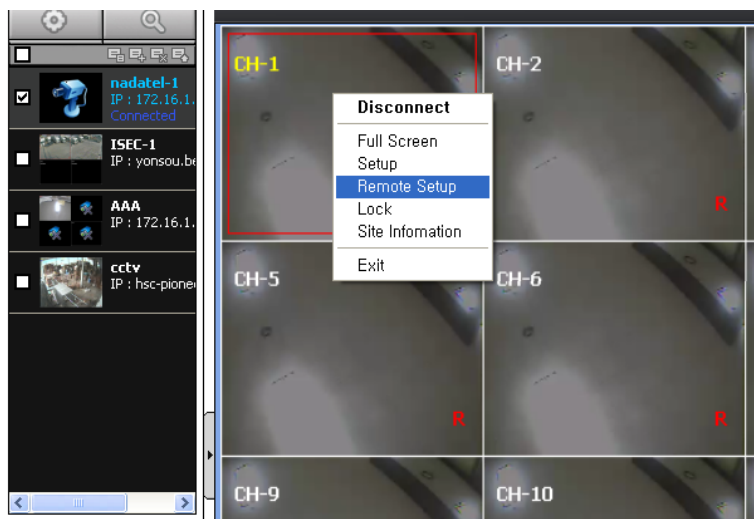 nadatel-1
IP : 172.16.1.
Connected
ISEC-1
IP : yonsou.be
AAA
IP : 172.16.1.
cctv
IP : hsc-pione
CH-1
CH-2
Disconnect
Full Screen
Setup
Remote Setup
Lock
Site Infomation
Exit
R
CH-5
CH-6
R
R
CH-9
CH-10